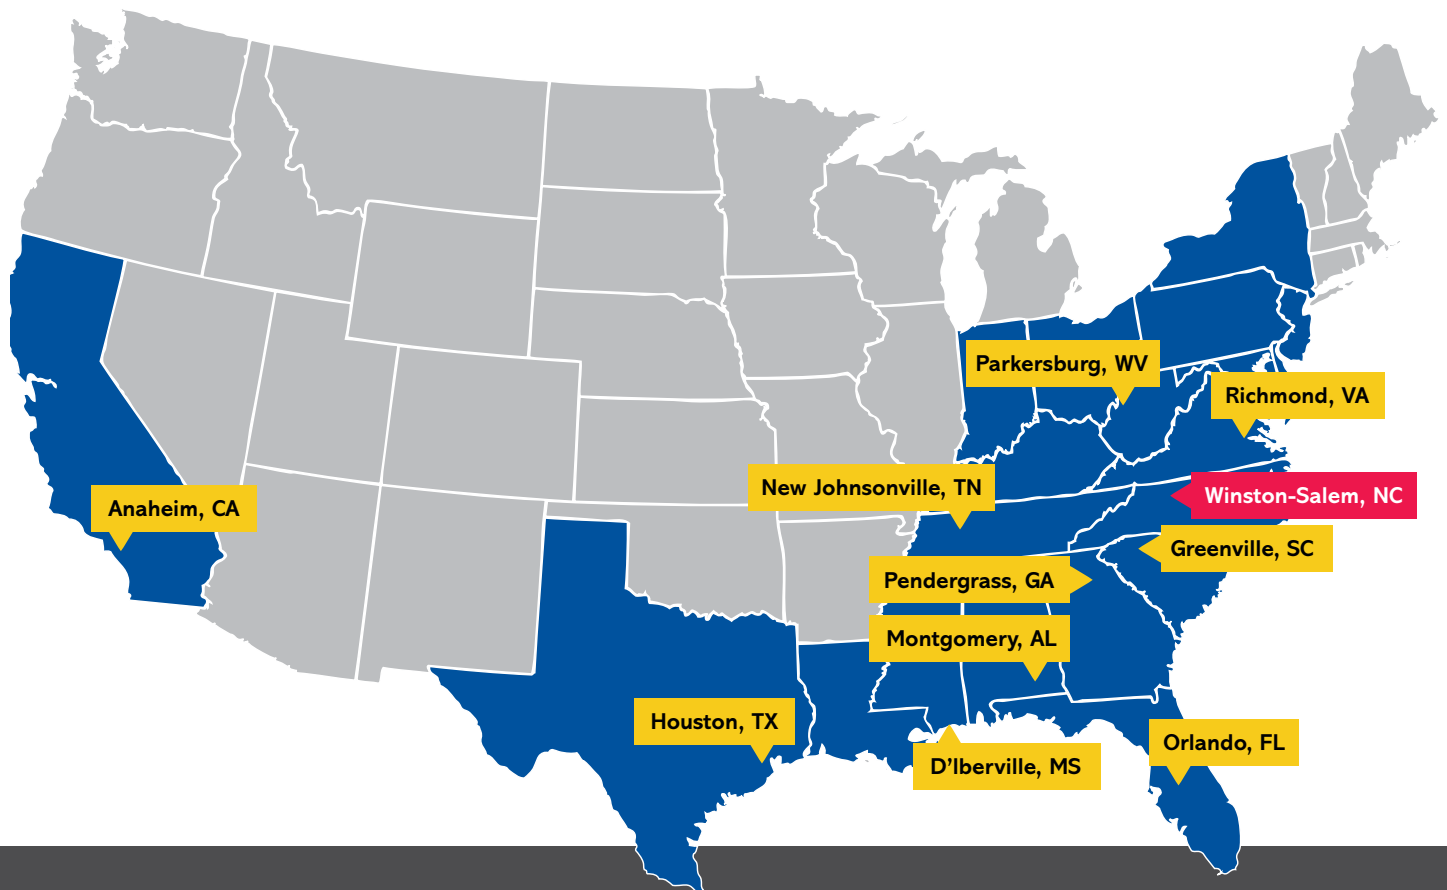 Parkersburg, WV
Richmond, VA
New Johnsonville, TN
Winston-Salem, NC
Anaheim, CA
Greenville, SC
Pendergrass, GA
Montgomery, AL
Houston, TX
Orlando, FL
D’Iberville, MS